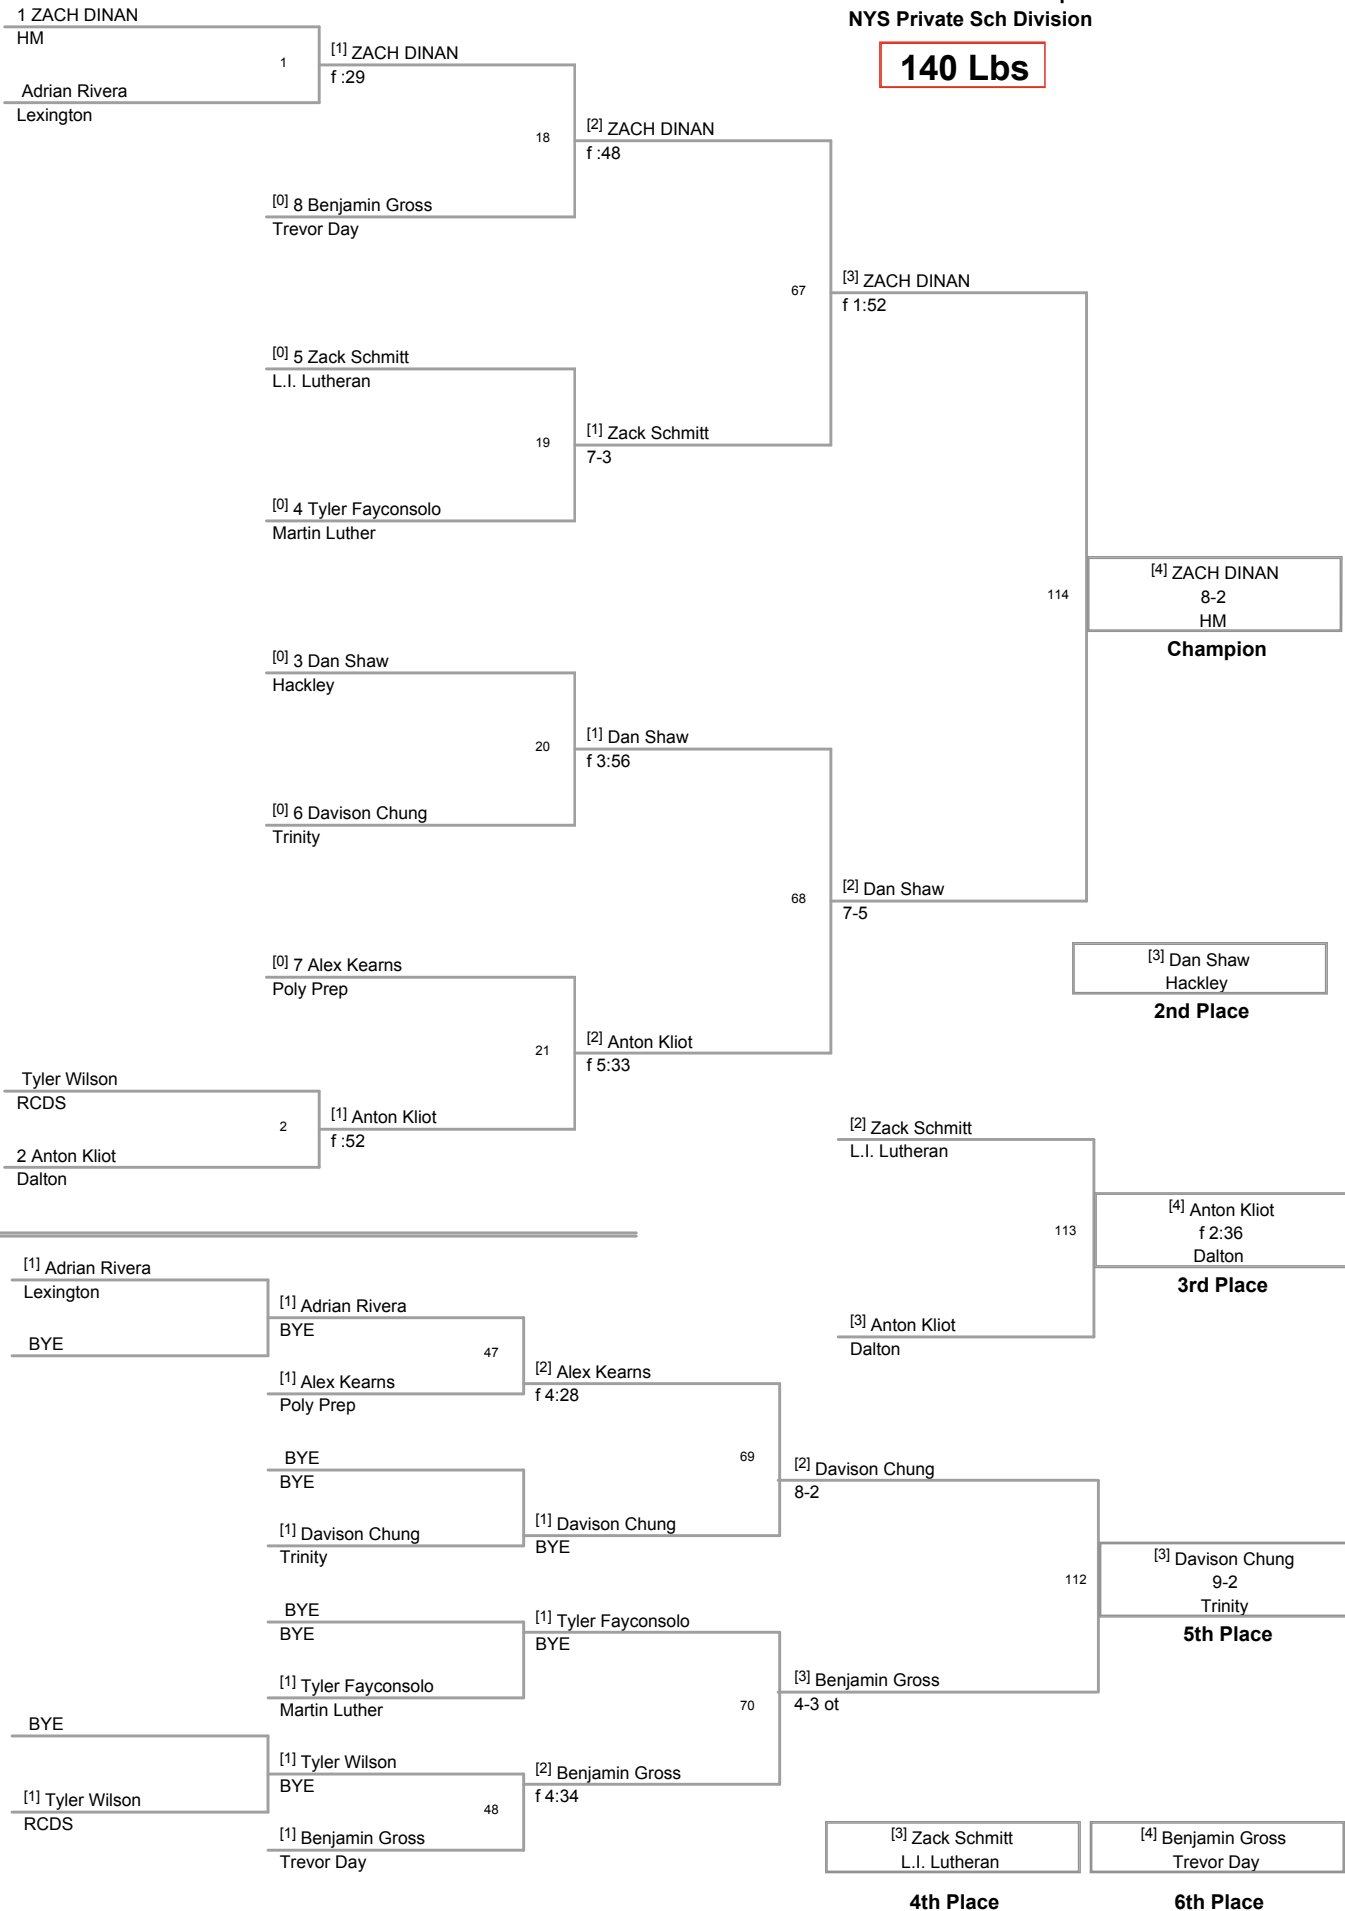 NYS Private Sch Division
140 Lbs
1 ZACH DINAN
HM
1
Adrian Rivera
Lexington
[1] ZACH DINAN
f :29
18
[0] 8 Benjamin Gross
Trevor Day
[2] ZACH DINAN
f :48
67
[0] 5 Zack Schmitt
L.I. Lutheran
19
[0] 4 Tyler Fayconsolo
Martin Luther
[1] Zack Schmitt
7-3
[3] ZACH DINAN
f 1:52
114
[4] ZACH DINAN
8-2
HM
Champion
[0] 3 Dan Shaw
Hackley
20
[0] 6 Davison Chung
Trinity
[1] Dan Shaw
f 3:56
68
[2] Dan Shaw
7-5
[0] 7 Alex Kearns
Poly Prep
21
[2] Anton Kliot
f 5:33
[3] Dan Shaw
Hackley
2nd Place
Tyler Wilson
RCDS
2
2 Anton Kliot
Dalton
[1] Anton Kliot
f :52
[2] Zack Schmitt
L.I. Lutheran
113
[3] Anton Kliot
Dalton
[4] Anton Kliot
f 2:36
Dalton
3rd Place
[1] Adrian Rivera
Lexington
BYE
[1] Adrian Rivera
BYE
47
[1] Alex Kearns
Poly Prep
[2] Alex Kearns
f 4:28
69
BYE
BYE
[1] Davison Chung
Trinity
[1] Davison Chung
BYE
[2] Davison Chung
8-2
112
[3] Davison Chung
9-2
Trinity
5th Place
BYE
BYE
[1] Tyler Fayconsolo
Martin Luther
[1] Tyler Fayconsolo
BYE
70
[3] Benjamin Gross
4-3 ot
BYE
[1] Tyler Wilson
RCDS
[1] Tyler Wilson
BYE
48
[1] Benjamin Gross
Trevor Day
[2] Benjamin Gross
f 4:34
[3] Zack Schmitt
L.I. Lutheran
4th Place
[4] Benjamin Gross
Trevor Day
6th Place